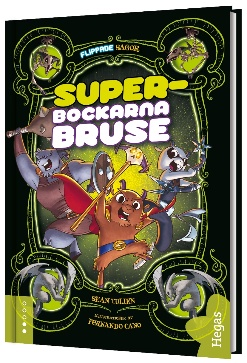 FLIPPADE SAGOR
SUPER-
BOCKARNA
BRUSE
SEAN TULIEN
ILLUSTRATIONER AV
FERNANDO CANO
Hegas